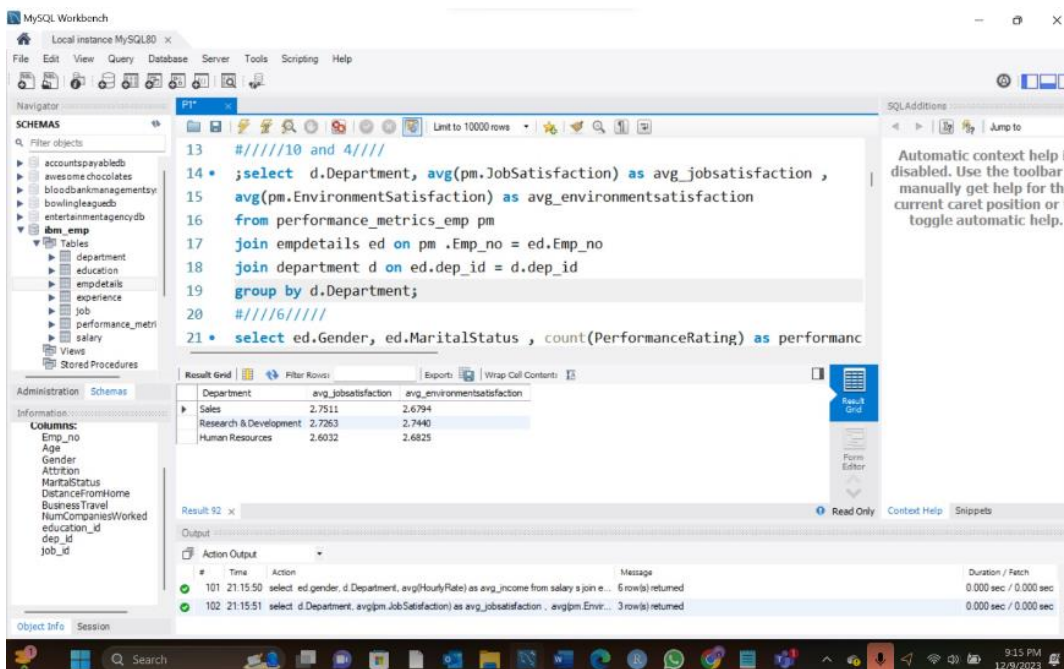 MySQL Workbench
Local instance MySQL80 ×
File Edit View Query Database Server Tools Scripting Help
Navigator
SCHEMAS
Filter objects
accountspayabledb
awesome chocolates
bloodbankmanagementsy
bowlingleaguedb
entertainmentagencydb
ibm_emp
Tables
department
education
empdetails
experience
job
performance_metri
salary
Views
Stored Procedures
Administration Schemas
Information
Columns:
Emp_no
Age
Gender
Attrition
MaritalStatus
DistanceFromHome
BusinessTravel
NumCompaniesWorked
education_id
dep_id
job_id
Object Info Session
P1* ×
Limit to 10000 rows
13 #/////10 and 4////
14 ;select d.Department, avg(pm.JobSatisfaction) as avg_jobsatisfaction ,
15 avg(pm.EnvironmentSatisfaction) as avg_environmentsatisfaction
16 from performance_metrics_emp pm
17 join empdetails ed on pm .Emp_no = ed.Emp_no
18 join department d on ed.dep_id = d.dep_id
19 group by d.Department;
20 #////6/////
21 select ed.Gender, ed.MaritalStatus , count(PerformanceRating) as performanc
Result Grid Filter Rows: Export: Wrap Cell Content:
Department avg_jobsatisfaction avg_environmentsatisfaction
Sales 2.7511 2.6794
Research & Development 2.7263 2.7440
Human Resources 2.6032 2.6825
Result Grid
Form Editor
Result 92 ×
Read Only
SQLAdditions
Jump to
Automatic context help i
disabled. Use the toolbar
manually get help for th
current caret position or
toggle automatic help.
Context Help Snippets
Output
Action Output
# Time Action Message Duration / Fetch
101 21:15:50 select ed.gender, d.Department, avg(HourlyRate) as avg_income from salary s join e... 6 row(s) returned 0.000 sec / 0.000 sec
102 21:15:51 select d.Department, avg(pm.JobSatisfaction) as avg_jobsatisfaction , avg(pm.Envir... 3 row(s) returned 0.000 sec / 0.000 sec
Search
9:15 PM
12/9/2023